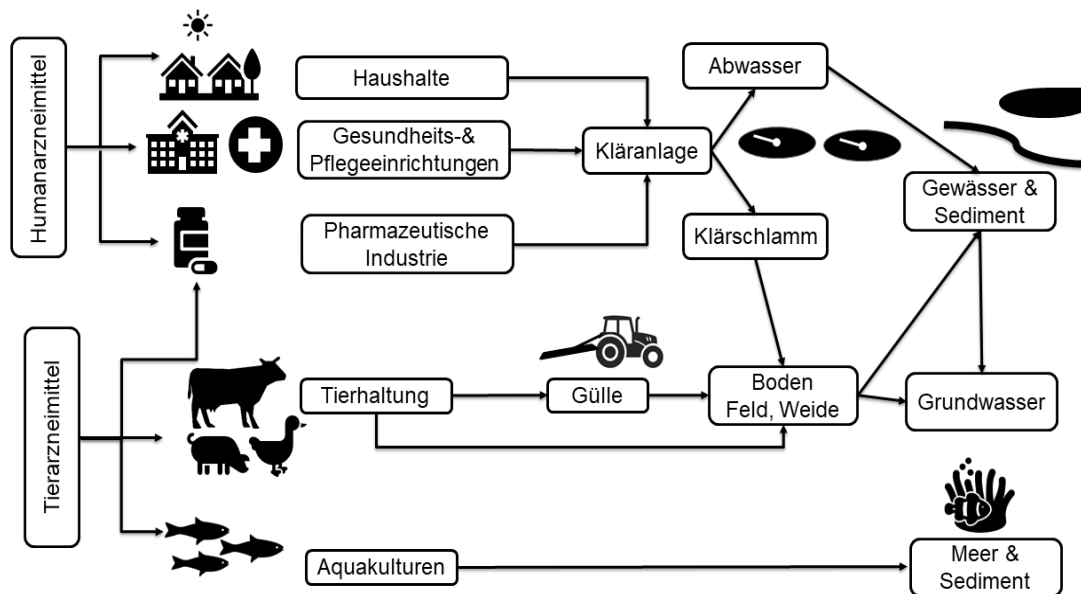 Humanarzneimittel
Haushalte
Gesundheits-&
Pflegeeinrichtungen
Pharmazeutische
Industrie
Kläranlage
Abwasser
Klärschlamm
Gewässer &
Sediment
Tierarzneimittel
Tierhaltung
Gülle
Boden
Feld, Weide
Grundwasser
Aquakulturen
Meer &
Sediment